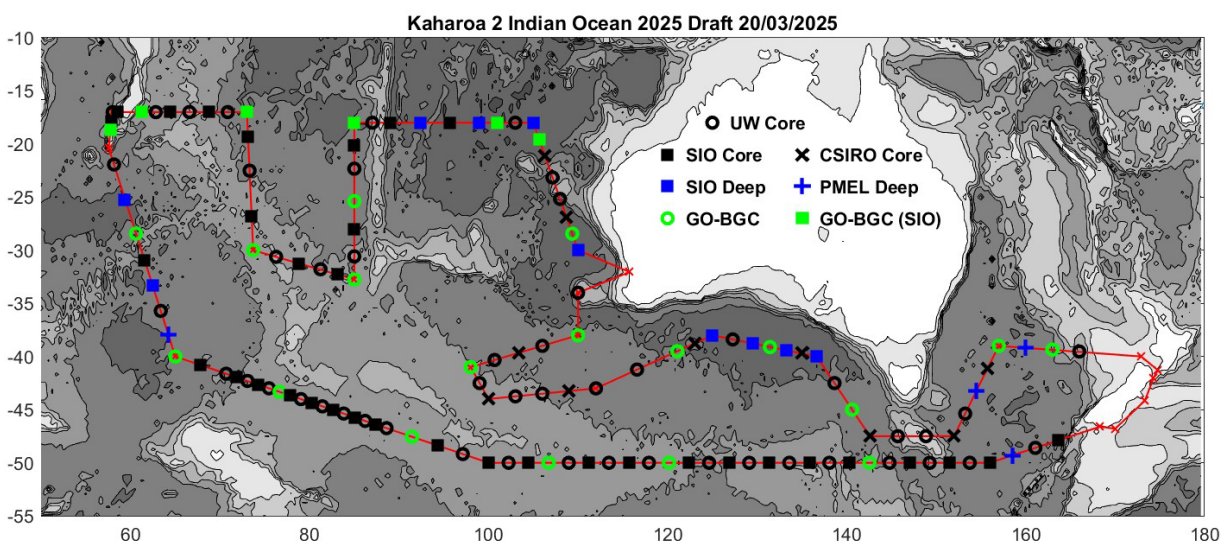 Kaharoa 2 Indian Ocean 2025 Draft 20/03/2025
-10
-15
-20
-25
-30
-35
-40
-45
-50
-55
UW Core
SIO Core
CSIRO Core
SIO Deep
PMEL Deep
GO-BGC
GO-BGC (SIO)
60
80
100
120
140
160
180